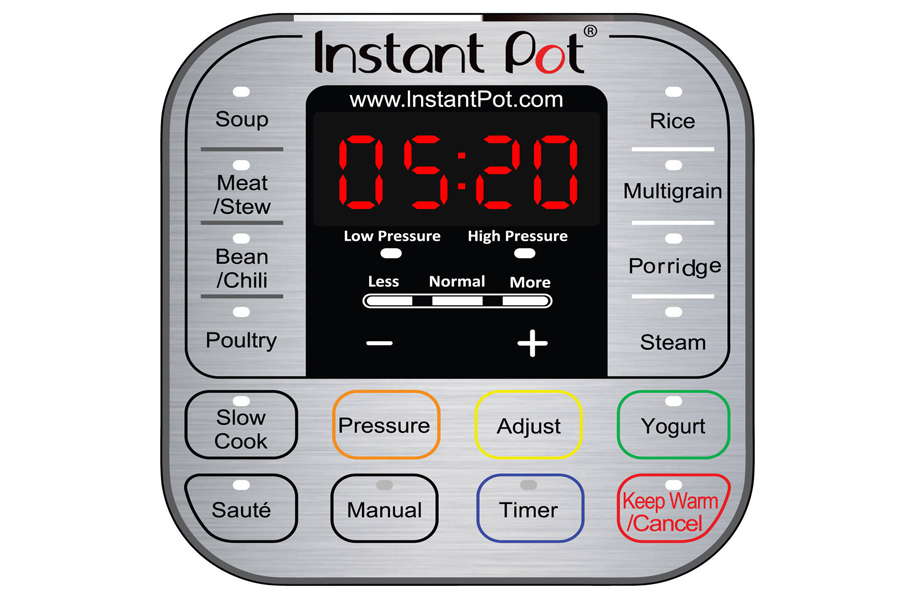 Instant Pot®
www.InstantPot.com
05:20
Low Pressure High Pressure
Less Normal More
− +
Soup
Meat
/Stew
Bean
/Chili
Poultry
Rice
Multigrain
Porridge
Steam
Slow
Cook
Pressure
Adjust
Yogurt
Sauté
Manual
Timer
Keep Warm
/Cancel